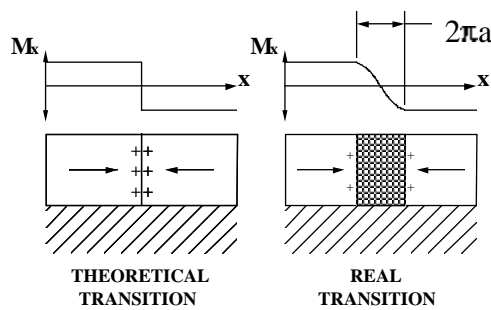 Mx
x
++
++
++
THEORETICAL
TRANSITION
Mx
2πa
x
+ +
+ +
REAL
TRANSITION